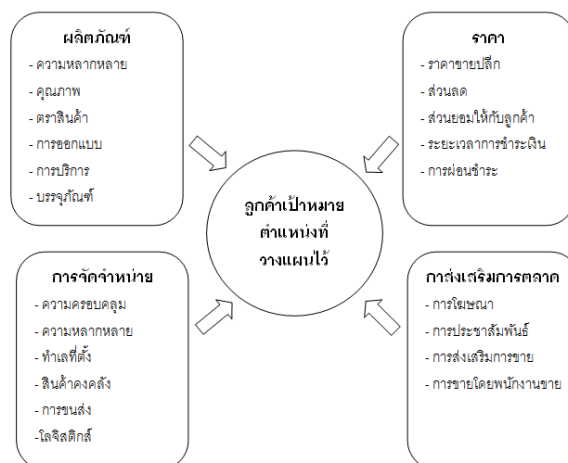 ผลิตภัณฑ์
- ความหลากหลาย
- คุณภาพ
- ตราสินค้า
- การออกแบบ
- การบริการ
- บรรจุภัณฑ์
ราคา
- ราคาขายปลีก
- ส่วนลด
- ส่วนยอมให้กับลูกค้า
- ระยะเวลาการชำระเงิน
- การผ่อนชำระ
ลูกค้าเป้าหมาย
ตำแหน่งที่
วางแผนไว้
การจัดจำหน่าย
- ความครอบคลุม
- ความหลากหลาย
- ทำเลที่ตั้ง
- สินค้าคงคลัง
- การขนส่ง
-โลจิสติกส์
กาส่งเสริมการตลาด
- การโฆษณา
- การประชาสัมพันธ์
- การส่งเสริมการขาย
- การขายโดยพนักงานขาย